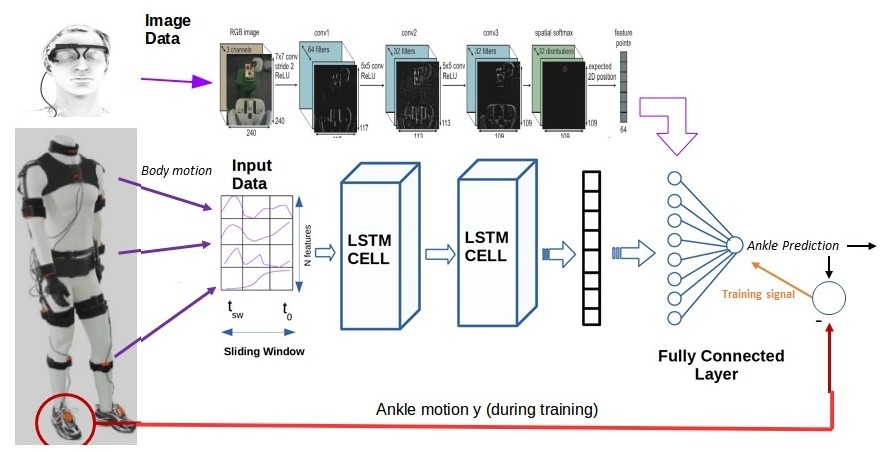 Image
Data
RGB image
conv1
conv2
conv3
spatial softmax
feature
points
3 channels
64 filters
32 filters
32 filters
32 distributions
7x7 conv
stride 2
ReLU
5x5 conv
ReLU
5x5 conv
ReLU
expected
2D position
240
240
117
117
113
113
109
109
109
109
64
Body motion
Input
Data
N features
LSTM
CELL
LSTM
CELL
Ankle Prediction
Training signal
-
t sw
t 0
Sliding Window
Fully Connected
Layer
Ankle motion y (during training)